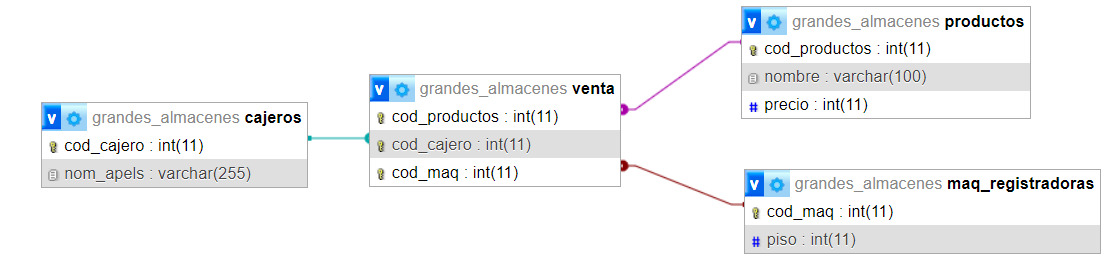 grandes_almacenes cajeros
cod_cajero : int(11)
nom_apels : varchar(255)
grandes_almacenes venta
cod_productos : int(11)
cod_cajero : int(11)
cod_maq : int(11)
grandes_almacenes productos
cod_productos : int(11)
nombre : varchar(100)
# precio : int(11)
grandes_almacenes maq_registradoras
cod_maq : int(11)
# piso : int(11)